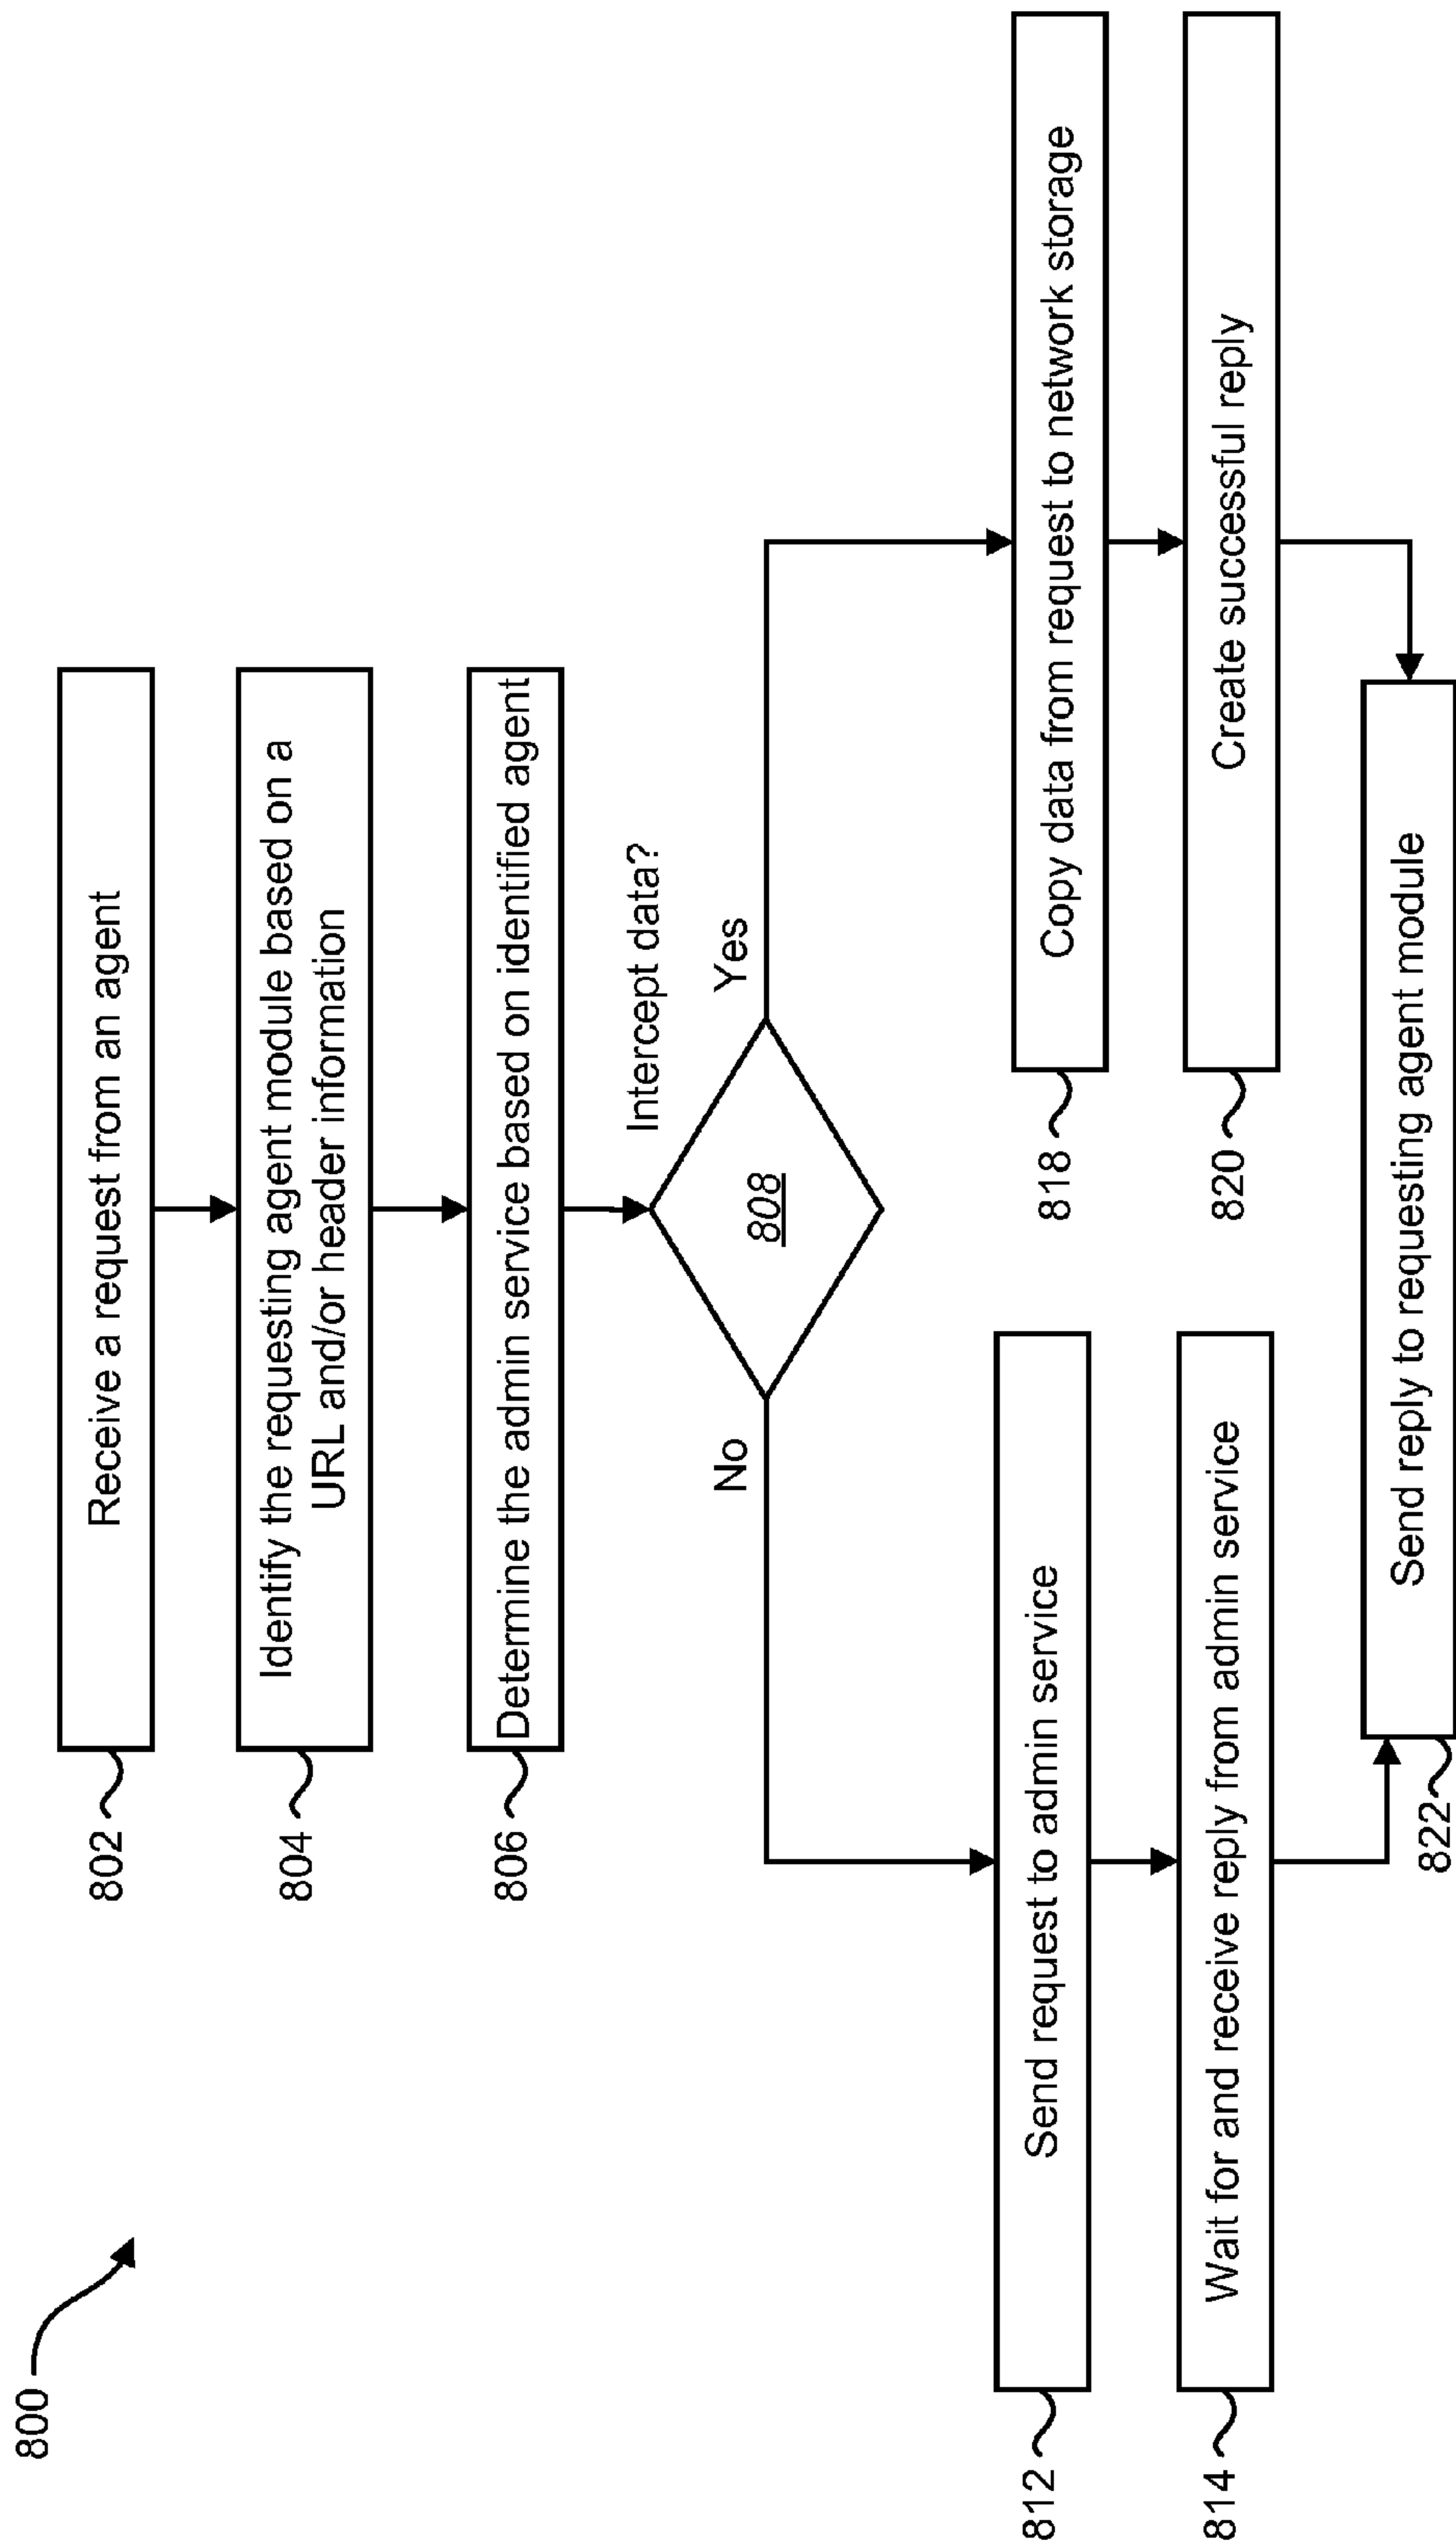 800
802
Receive a request from an agent
804
Identify the requesting agent module based on a
URL and/or header information
806
Determine the admin service based on identified agent
Intercept data?
808
No
Yes
812
Send request to admin service
818
Copy data from request to network storage
814
Wait for and receive reply from admin service
820
Create successful reply
822
Send reply to requesting agent module